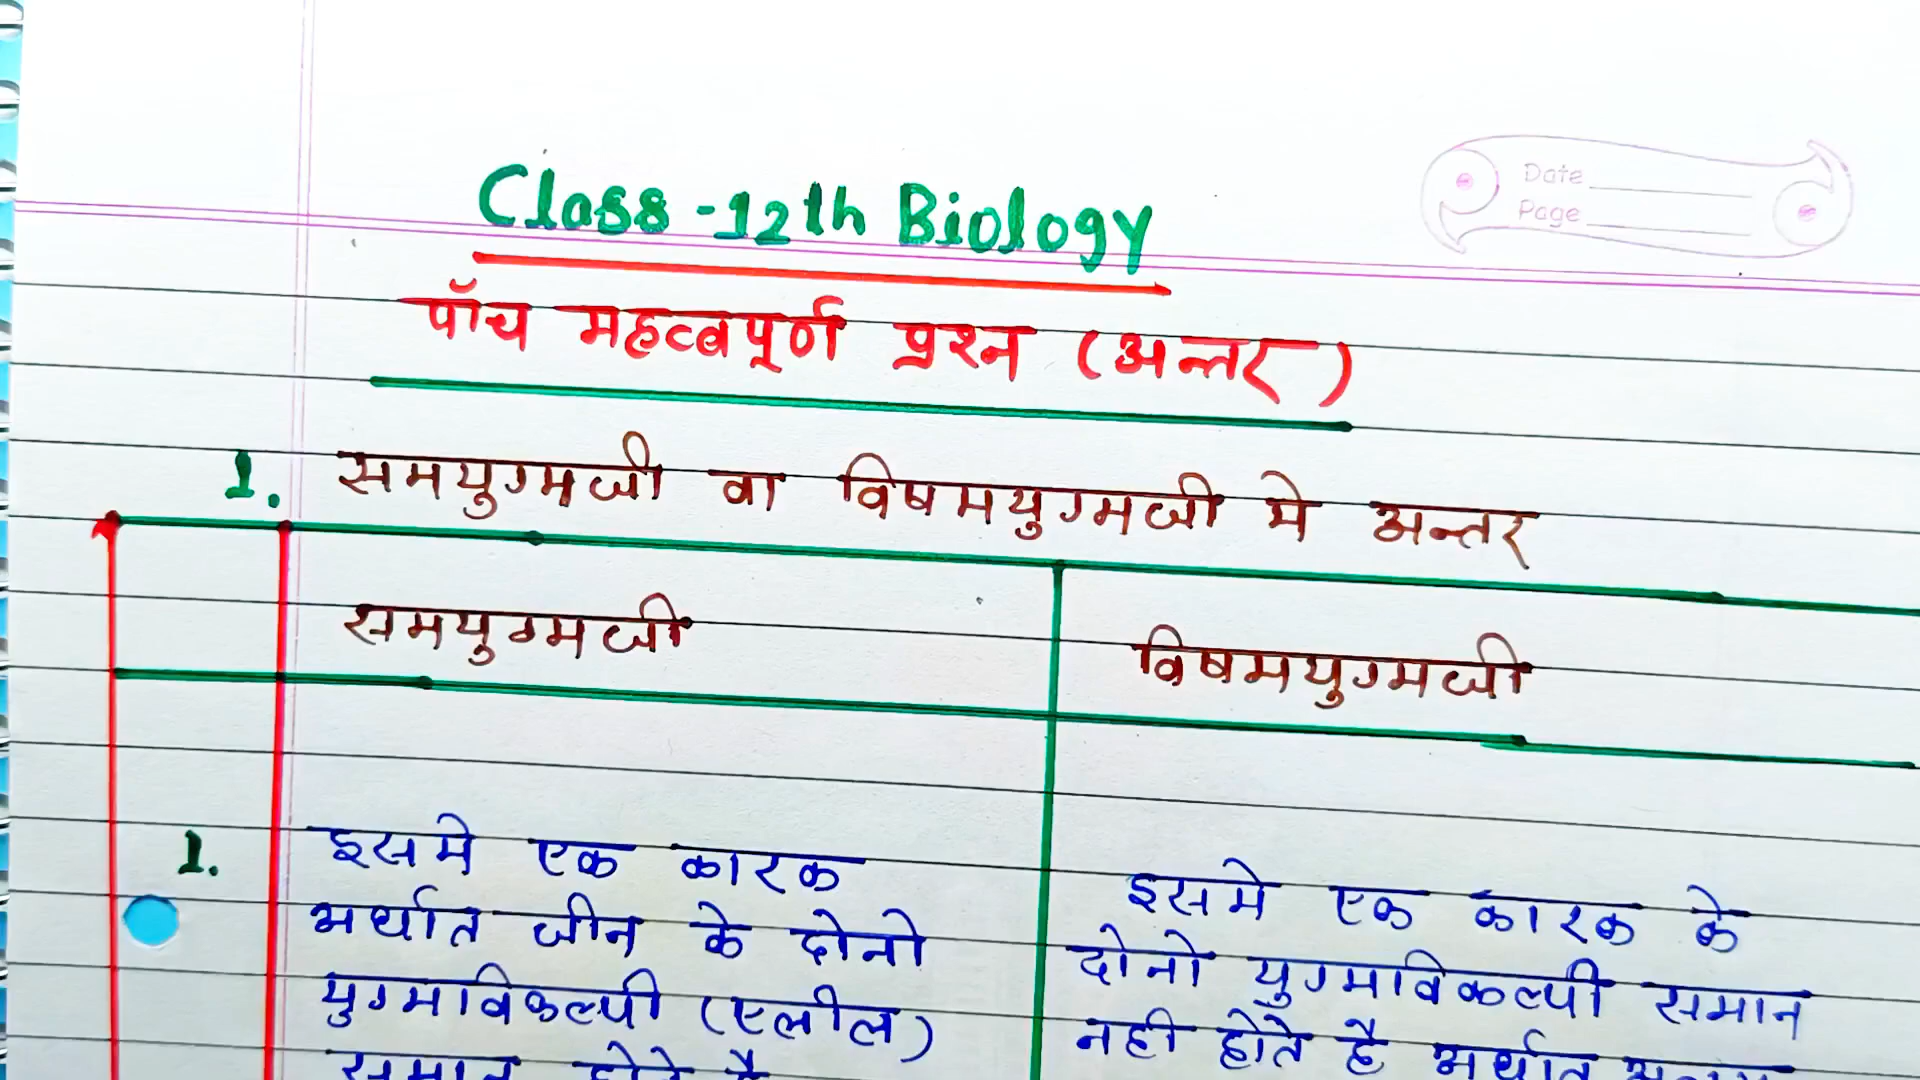 Class-12th Biology
Date
Page
पाँच महत्वपूर्ण प्रश्न (अन्तर)
1. समयुग्मजी वा विषमयुग्मजी मे अन्तर
समयुग्मजी
विषमयुग्मजी
1. इसमे एक कारक
अर्थात जीन के दोनो
युग्मविकल्पी (एलील)
समान होते है
इसमे एक कारक के
दोनो युग्मविकल्पी समान
नही होते है अर्थात